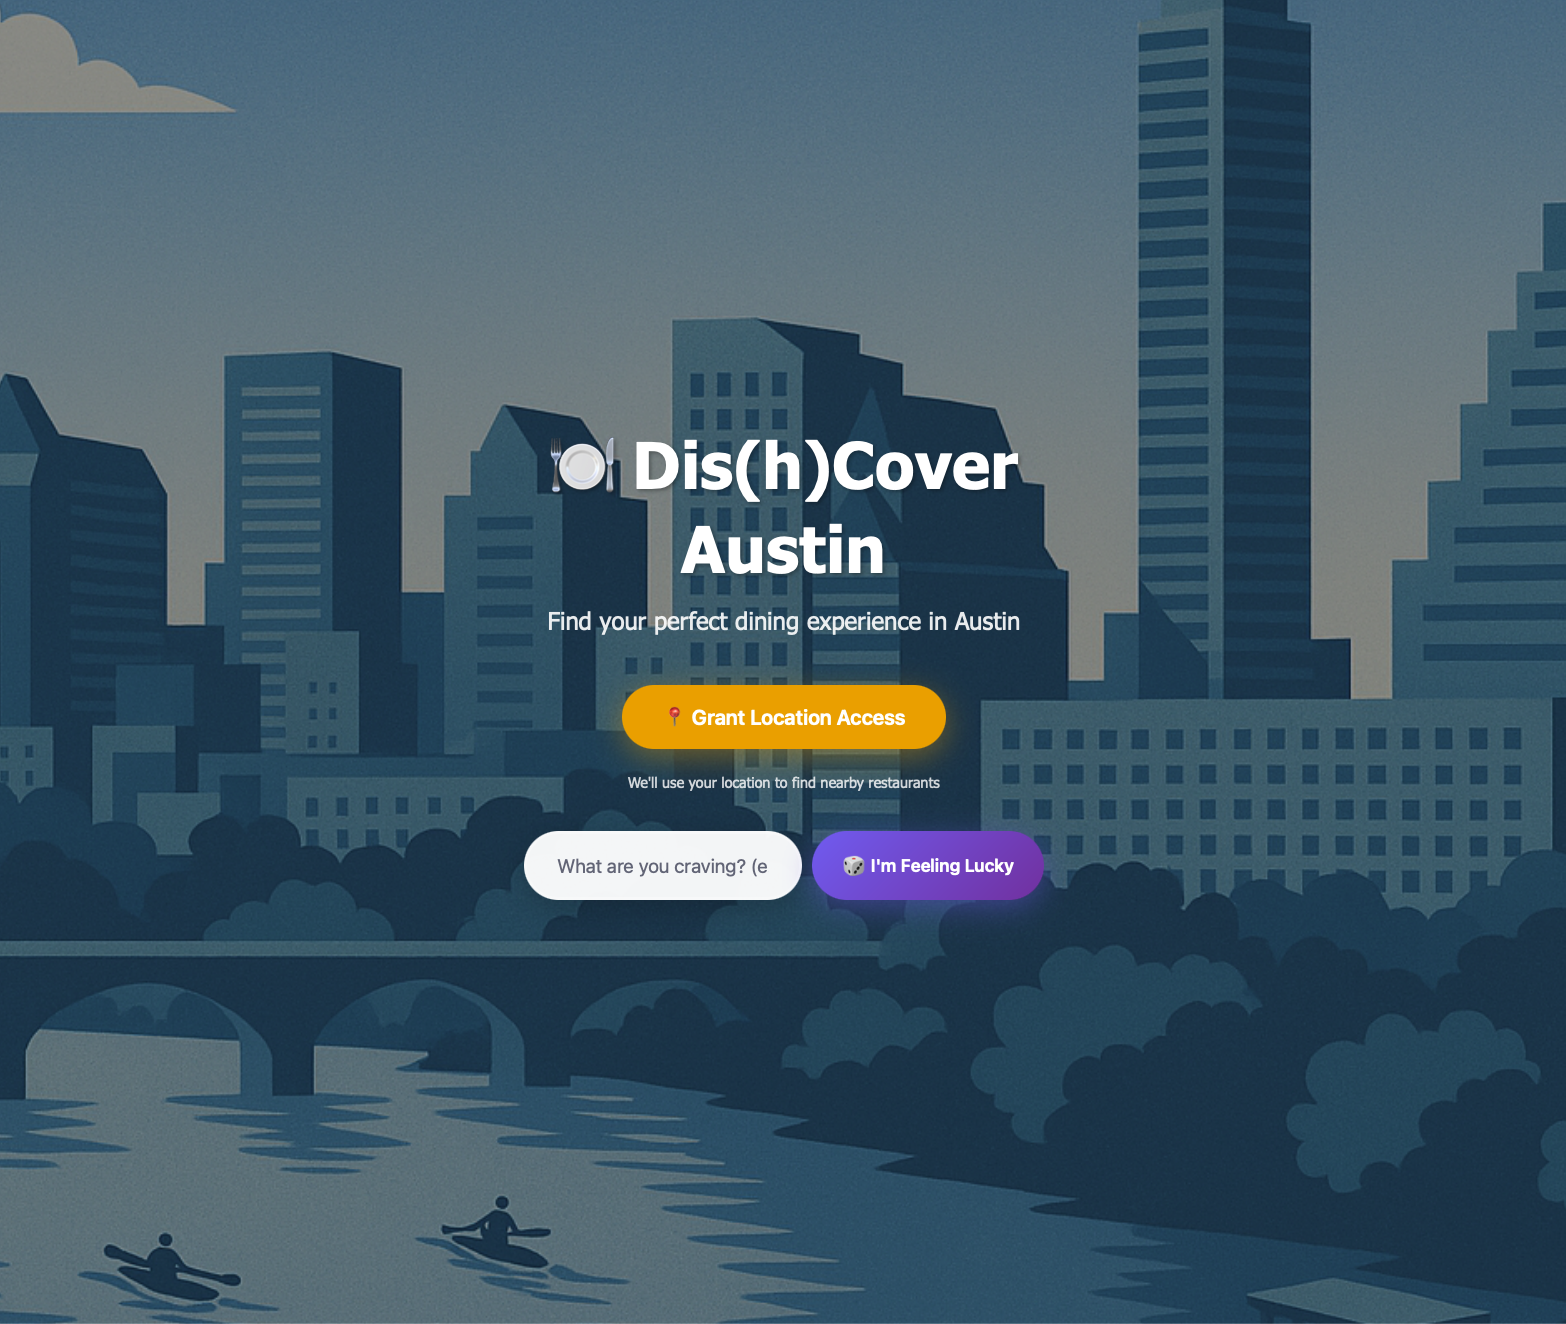 🍽️ Dis(h)Cover
Austin
Find your perfect dining experience in Austin
📍 Grant Location Access
We'll use your location to find nearby restaurants
What are you craving? (e
🎲 I'm Feeling Lucky